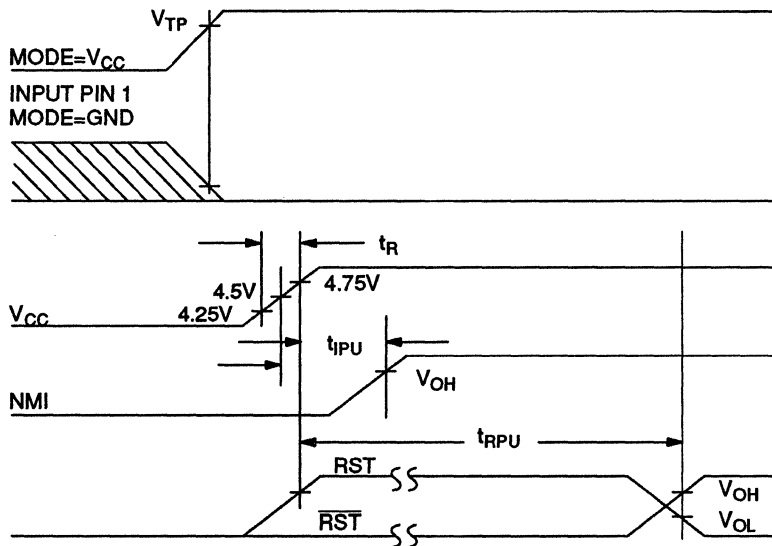 V_TP
MODE=V_CC
INPUT PIN 1
MODE=GND
t_R
4.5V
4.75V
V_CC
4.25V
t_IPU
V_OH
NMI
t_RPU
RST
V_OH
RST
V_OL